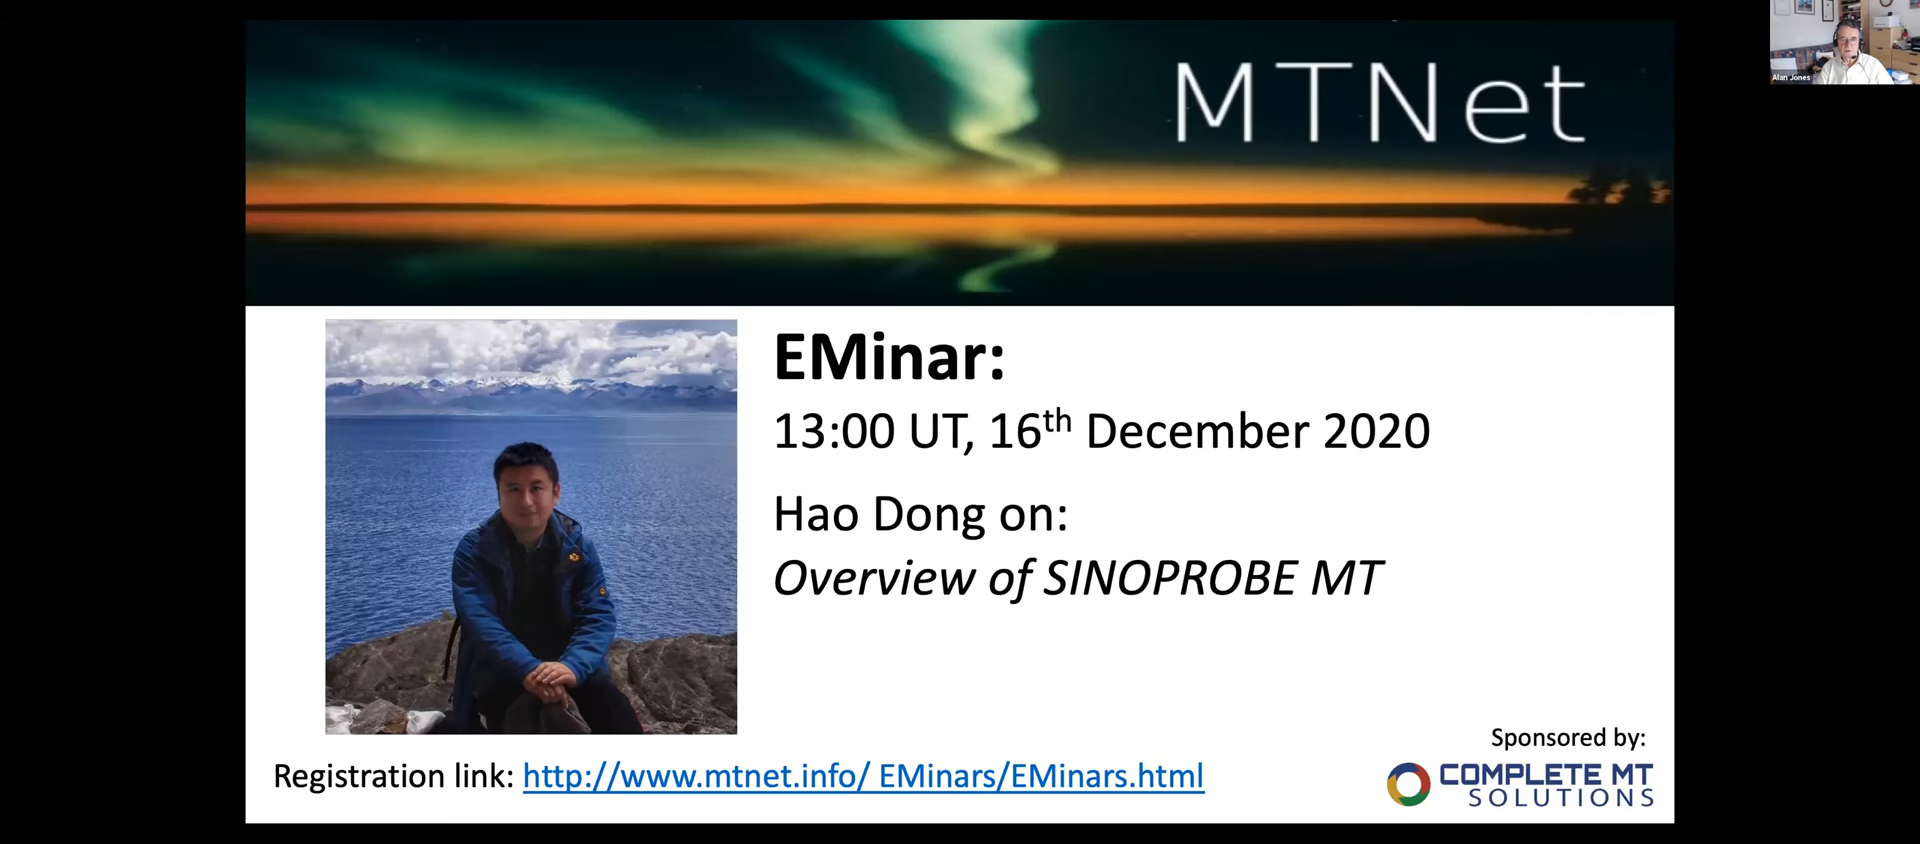 MTNet
Alan Jones
EMinar:
13:00 UT, 16th December 2020
Hao Dong on:
Overview of SINOPROBE MT
Sponsored by:
Registration link: http://www.mtnet.info/ EMinars/EMinars.html
COMPLETE MT
SOLUTIONS